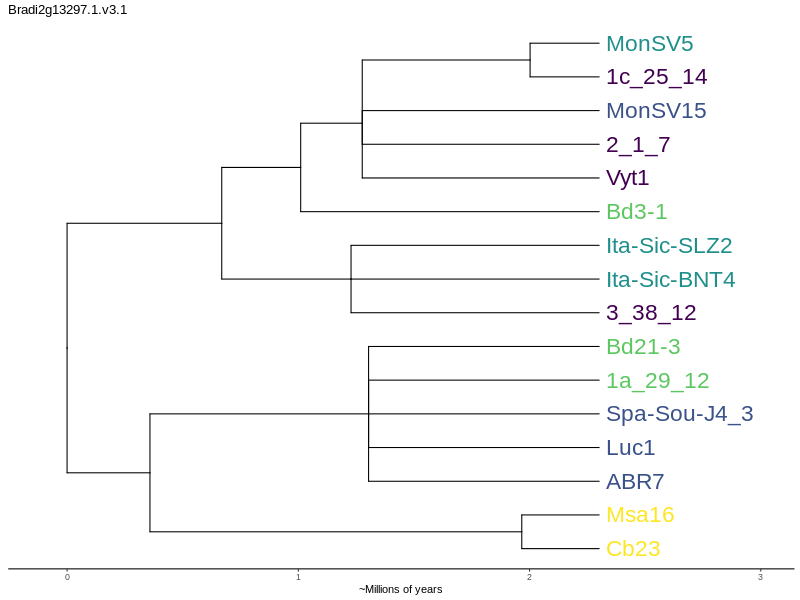 Bradi2g13297.1.v3.1
MonSV5
1c_25_14
MonSV15
2_1_7
Vyt1
Bd3-1
Ita-Sic-SLZ2
Ita-Sic-BNT4
3_38_12
Bd21-3
1a_29_12
Spa-Sou-J4_3
Luc1
ABR7
Msa16
Cb23
0 1 2 3
~Millions of years